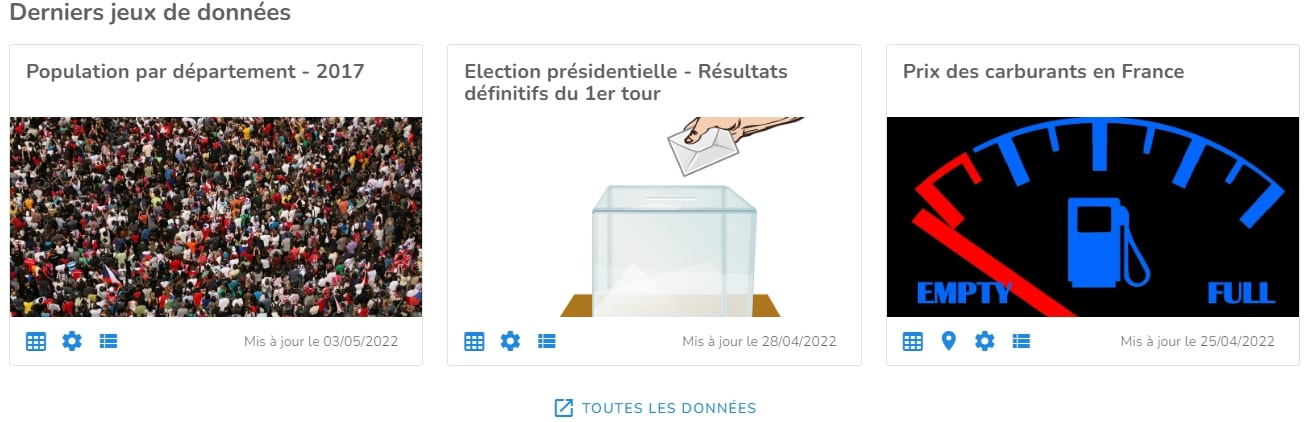 Derniers jeux de données
Population par département - 2017
Election présidentielle - Résultats
définitifs du 1er tour
Prix des carburants en France
EMPTY
FULL
Mis à jour le 03/05/2022
Mis à jour le 28/04/2022
Mis à jour le 25/04/2022
TOUTES LES DONNÉES